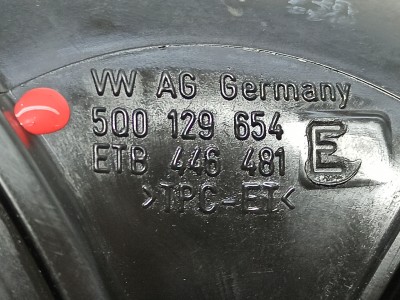 VW AG Germany
5Q0 129 654 E
ETB 446 481
>TPC-ET<